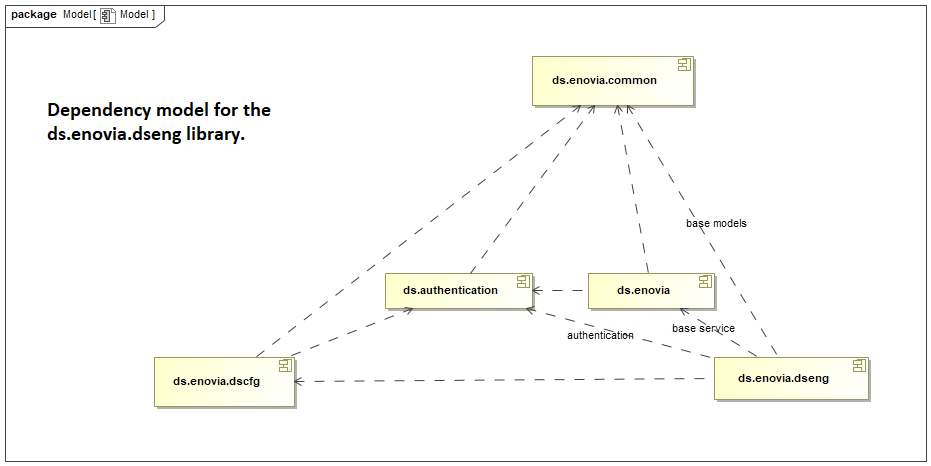 package Model[ Model ]
ds.enovia.common
Dependency model for the
ds.enovia.dseng library.
base models
ds.authentication
ds.enovia
authentication
base service
ds.enovia.dscfg
ds.enovia.dseng